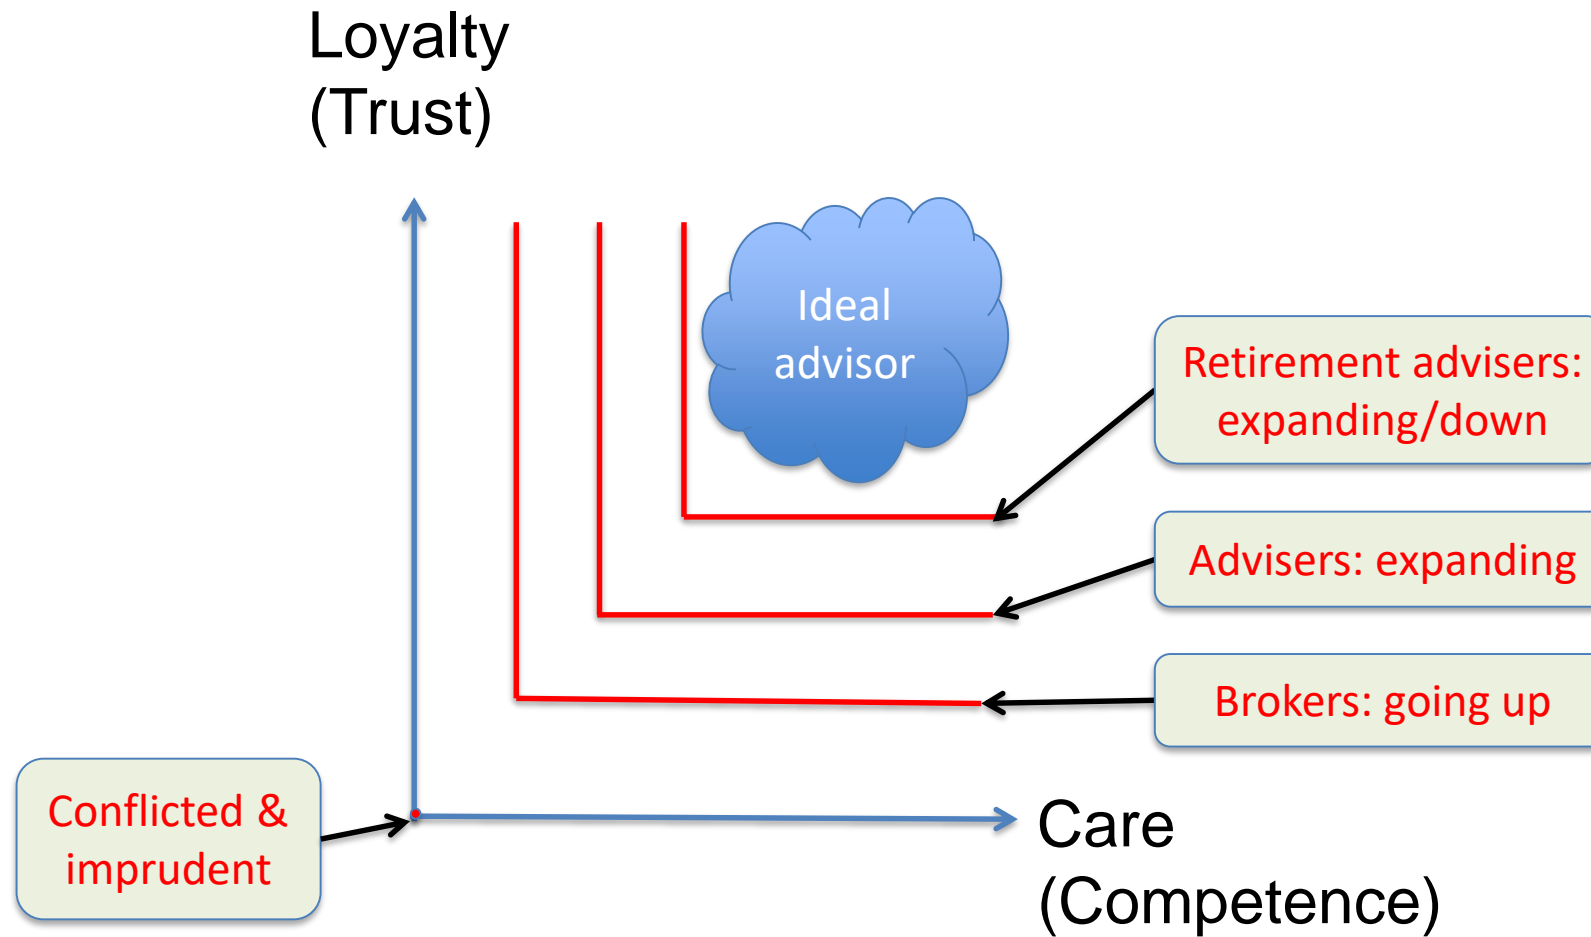 Loyalty
(Trust)
Ideal
advisor
Retirement advisers:
expanding/down
Advisers: expanding
Brokers: going up
Conflicted &
imprudent
Care
(Competence)